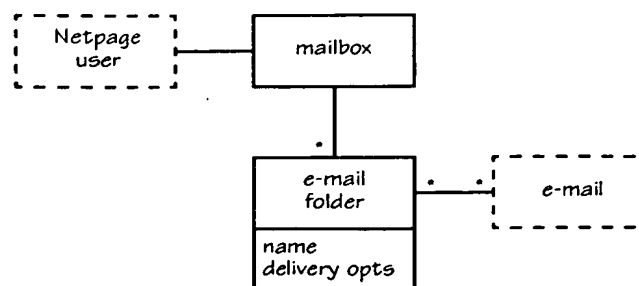 Netpage
user
mailbox
*
e-mail
folder
* *
e-mail
name
delivery opts